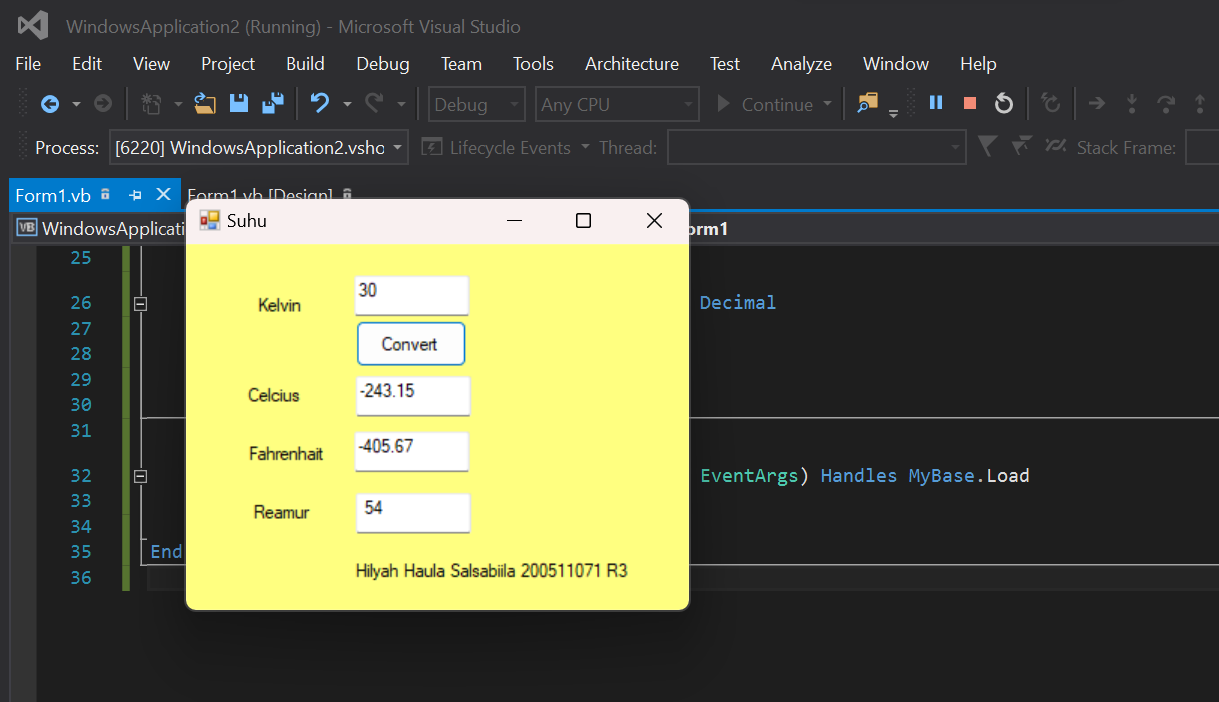 WindowsApplication2 (Running) - Microsoft Visual Studio
File Edit View Project Build Debug Team Tools Architecture Test Analyze Window Help
Debug Any CPU Continue
Process: [6220] WindowsApplication2.vsho Lifecycle Events Thread: Stack Frame:
Form1.vb Form1.vb [Design]
Suhu
VB WindowsApplicati orm1
25
Kelvin 30
26 Decimal
27
Convert
28
29
Celcius -243.15
30
31
Fahrenhait -405.67
32 EventArgs) Handles MyBase.Load
33
Reamur 54
34
35 End
Hilyah Haula Salsabiila 200511071 R3
36